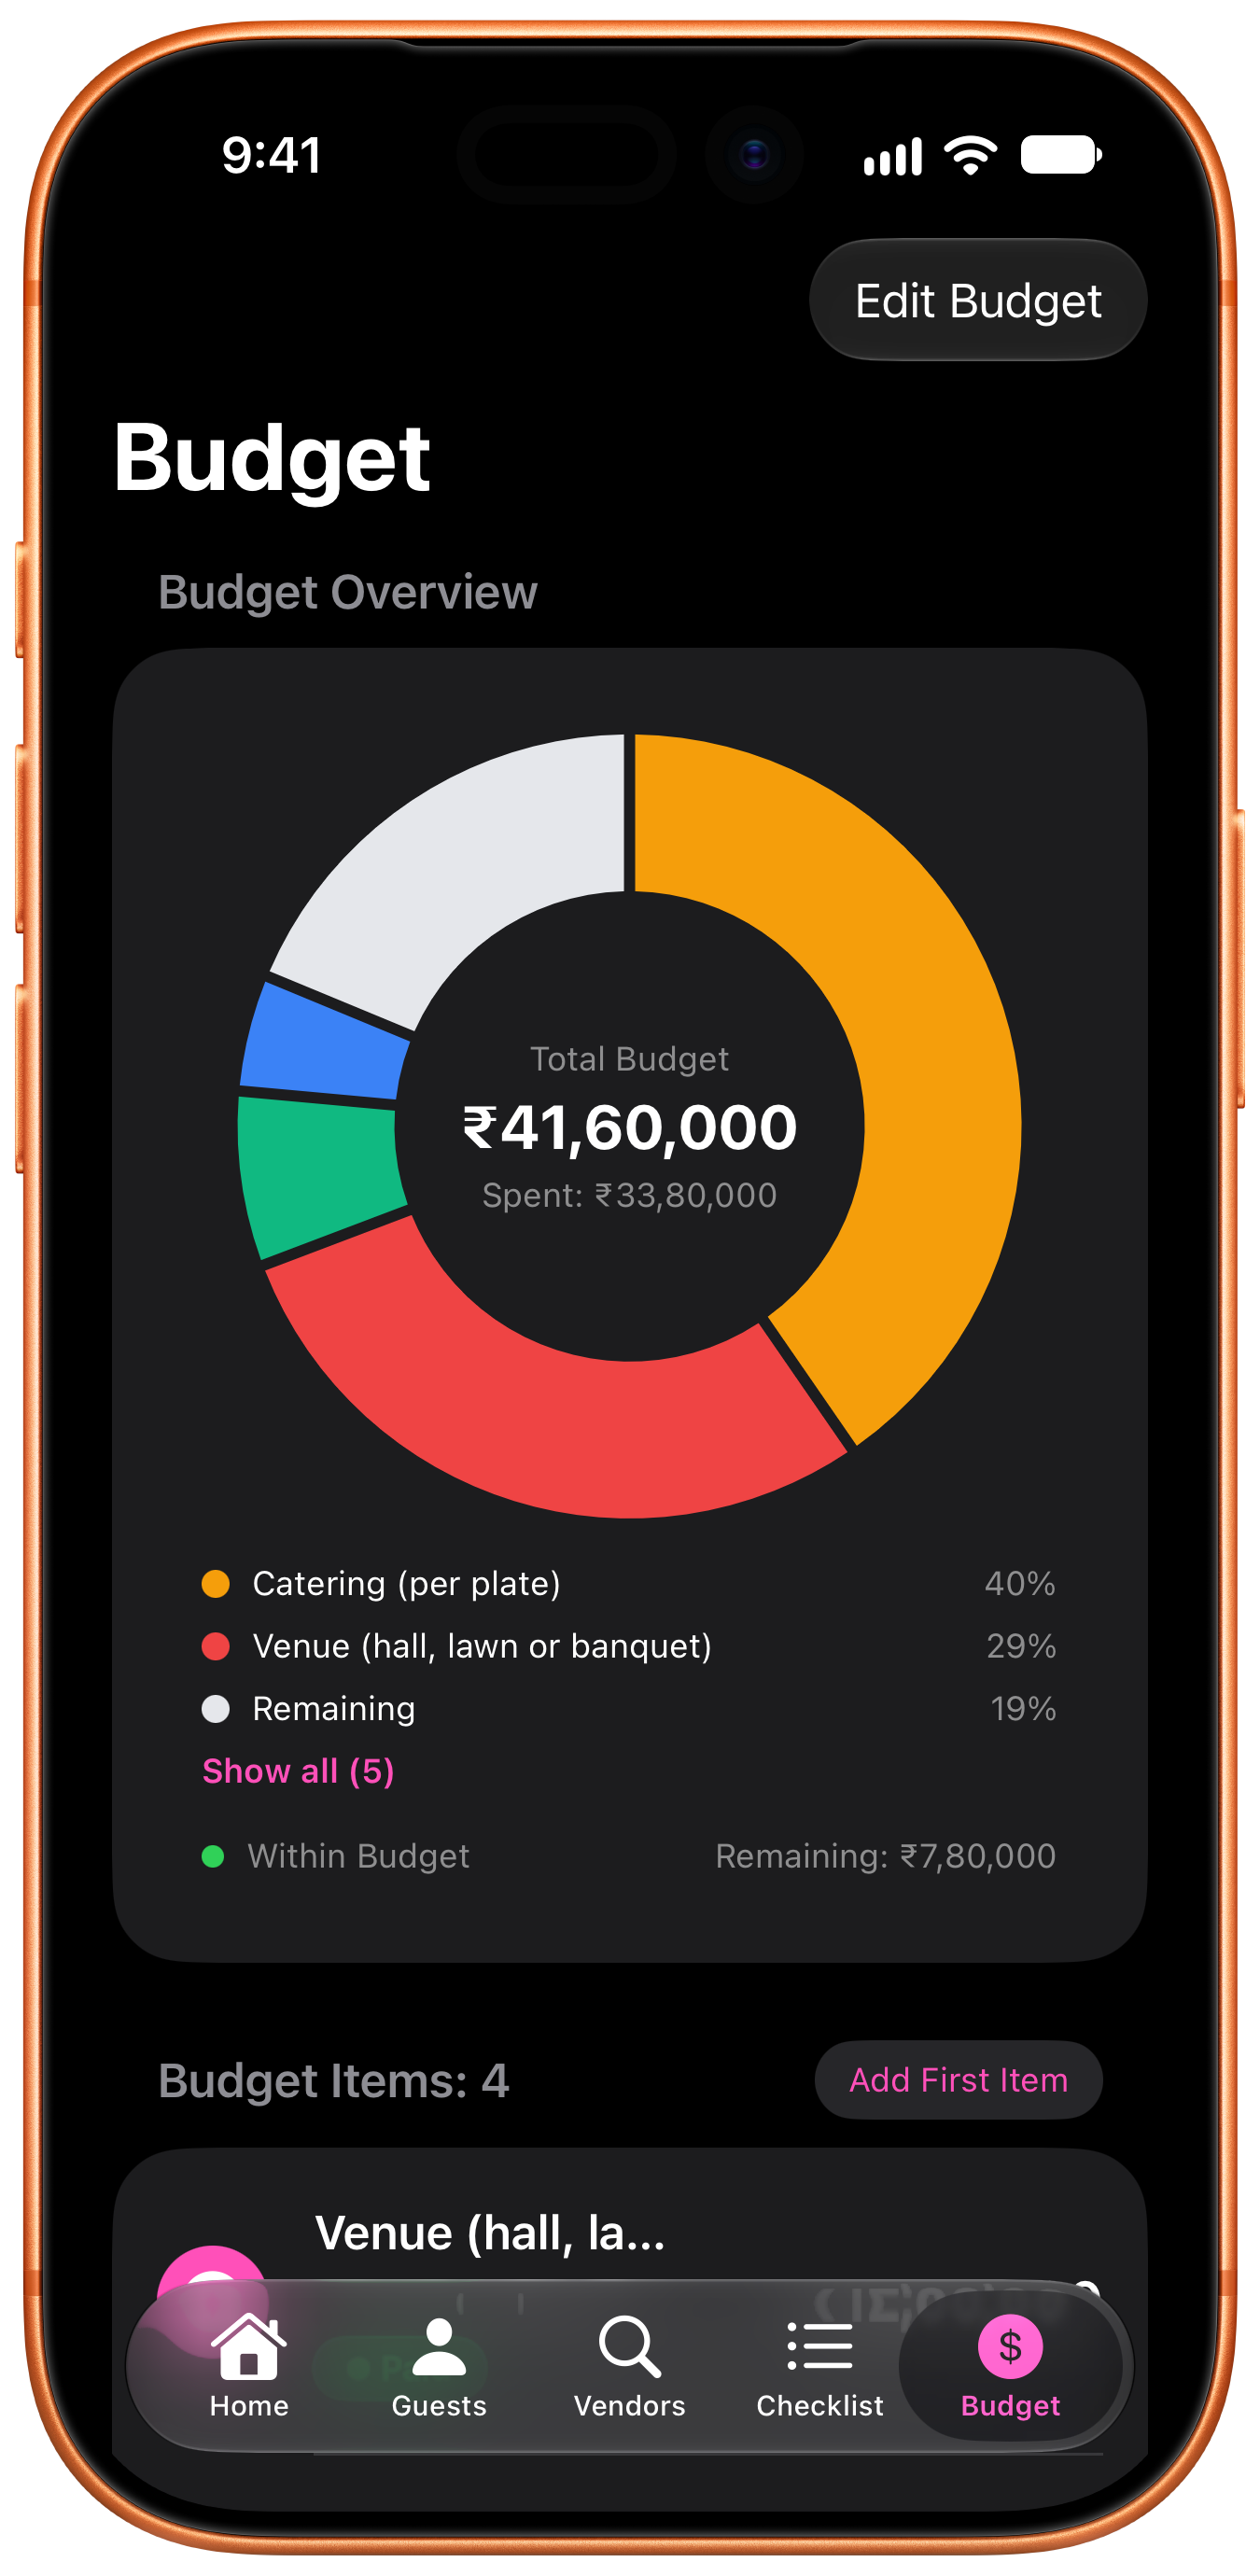 9:41
Edit Budget
Budget
Budget Overview
Total Budget
₹41,60,000
Spent: ₹33,80,000
Catering (per plate) 40%
Venue (hall, lawn or banquet) 29%
Remaining 19%
Show all (5)
Within Budget Remaining: ₹7,80,000
Budget Items: 4 Add First Item
Venue (hall, la...
$
Home Guests Vendors Checklist Budget